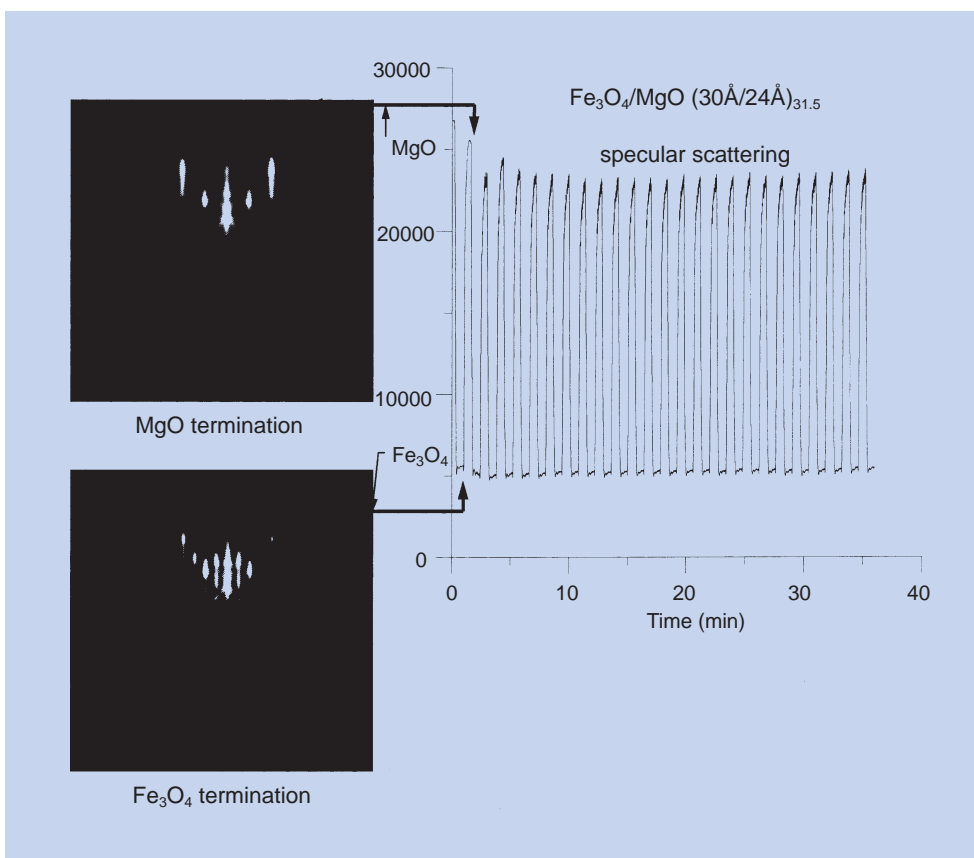 30000
Fe₃O₄/MgO (30Å/24Å)₃₁.₅
MgO
specular scattering
20000
10000
MgO termination
Fe₃O₄
0
0 10 20 30 40
Time (min)
Fe₃O₄ termination